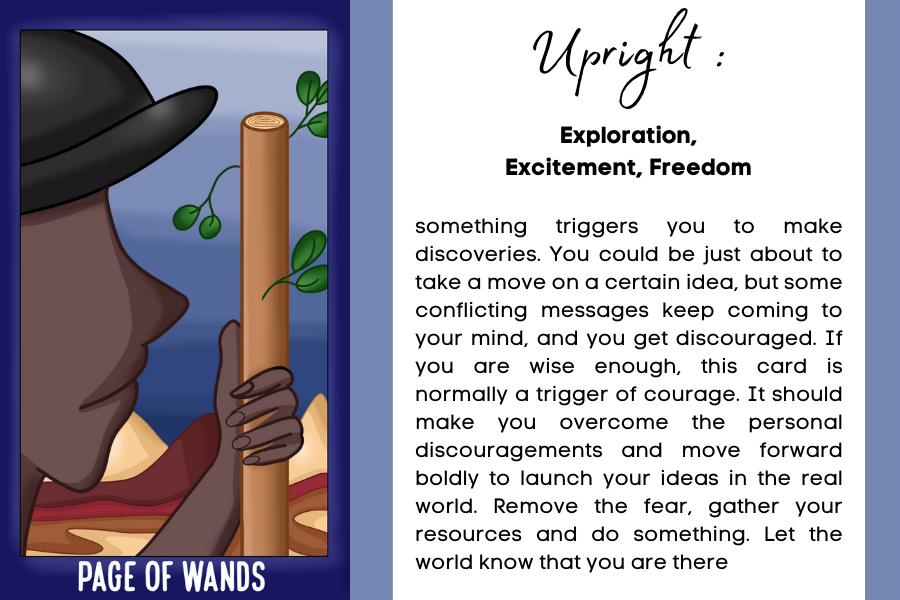 PAGE OF WANDS
Upright :
Exploration,
Excitement, Freedom
something triggers you to make
discoveries. You could be just about to
take a move on a certain idea, but some
conflicting messages keep coming to
your mind, and you get discouraged. If
you are wise enough, this card is
normally a trigger of courage. It should
make you overcome the personal
discouragements and move forward
boldly to launch your ideas in the real
world. Remove the fear, gather your
resources and do something. Let the
world know that you are there